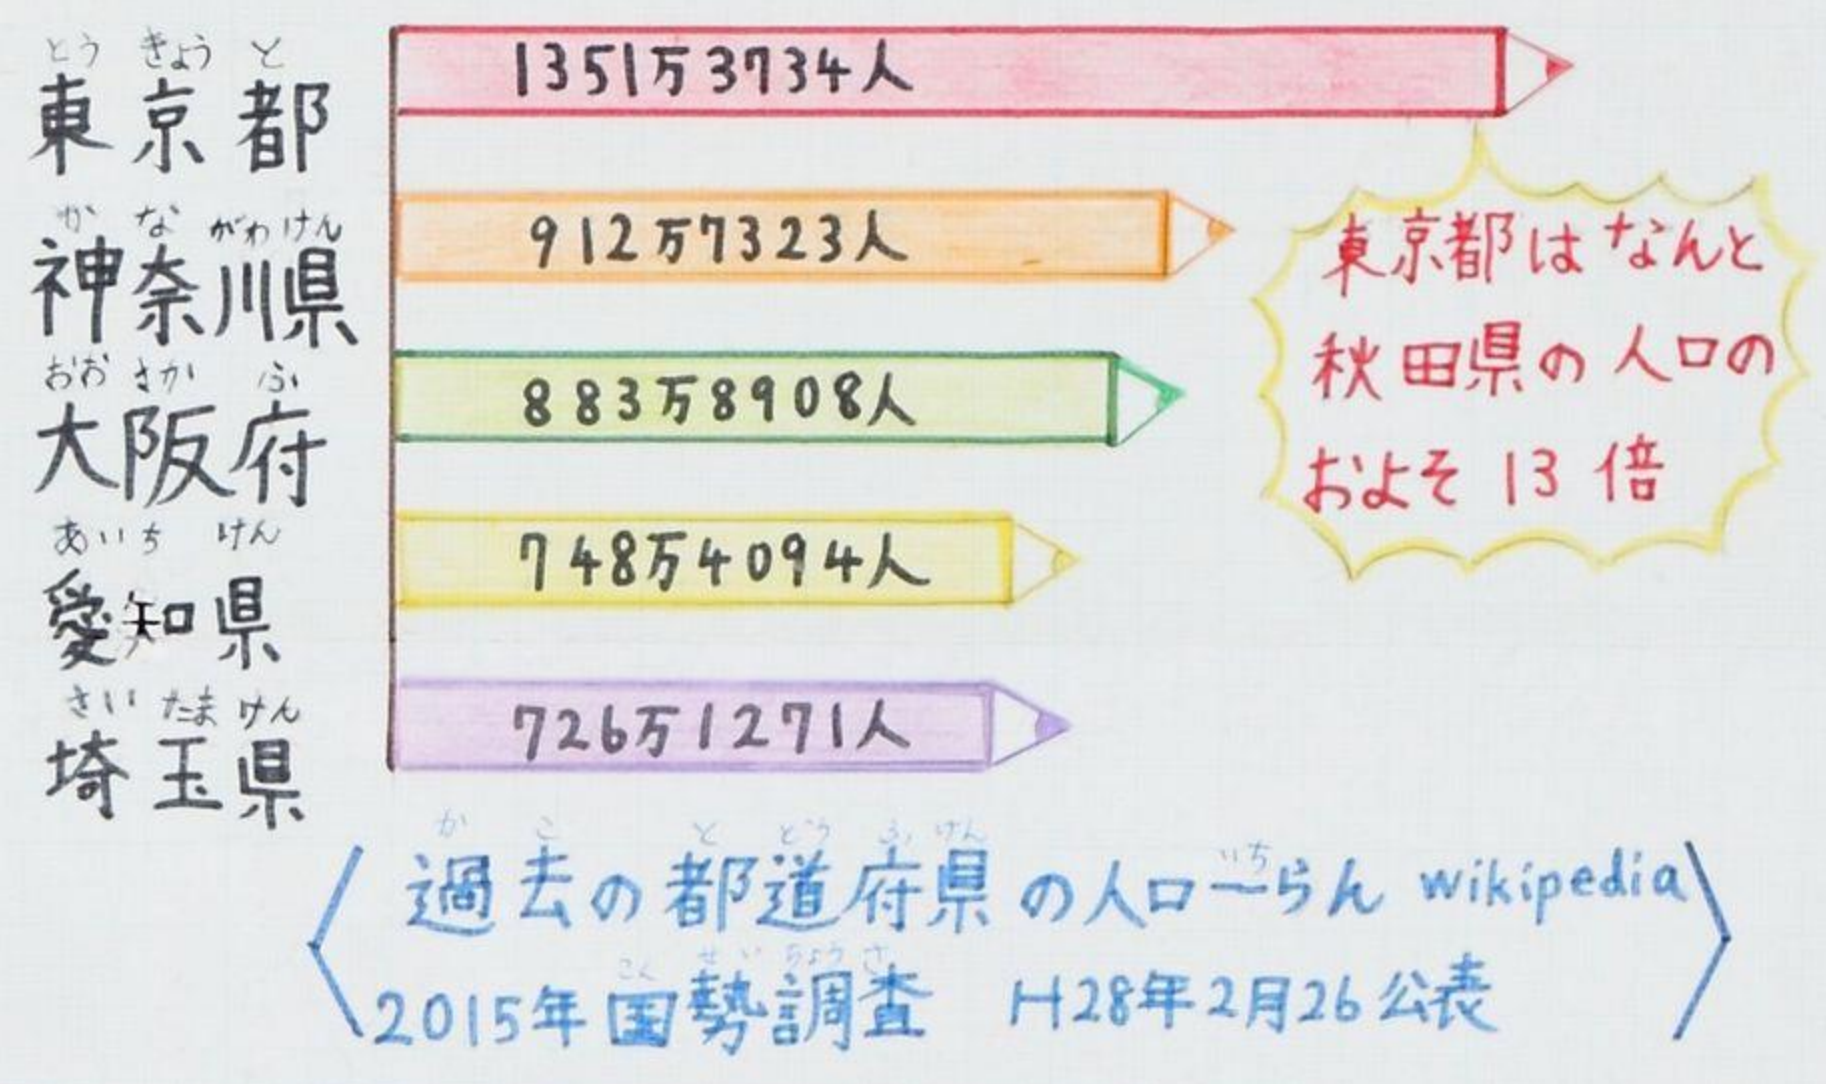 とうきょうと
東京都
1351万3734人
かながわけん
神奈川県
912万7323人
おおさかふ
大阪府
883万8908人
あいちけん
愛知県
748万4094人
さいたまけん
埼玉県
726万1271人
東京都はなんと
秋田県の人口の
およそ13倍
かことどうふけんいち
過去の都道府県の人口一らん wikipedia
こくせいちょうさ
2015年国勢調査 H28年2月26公表